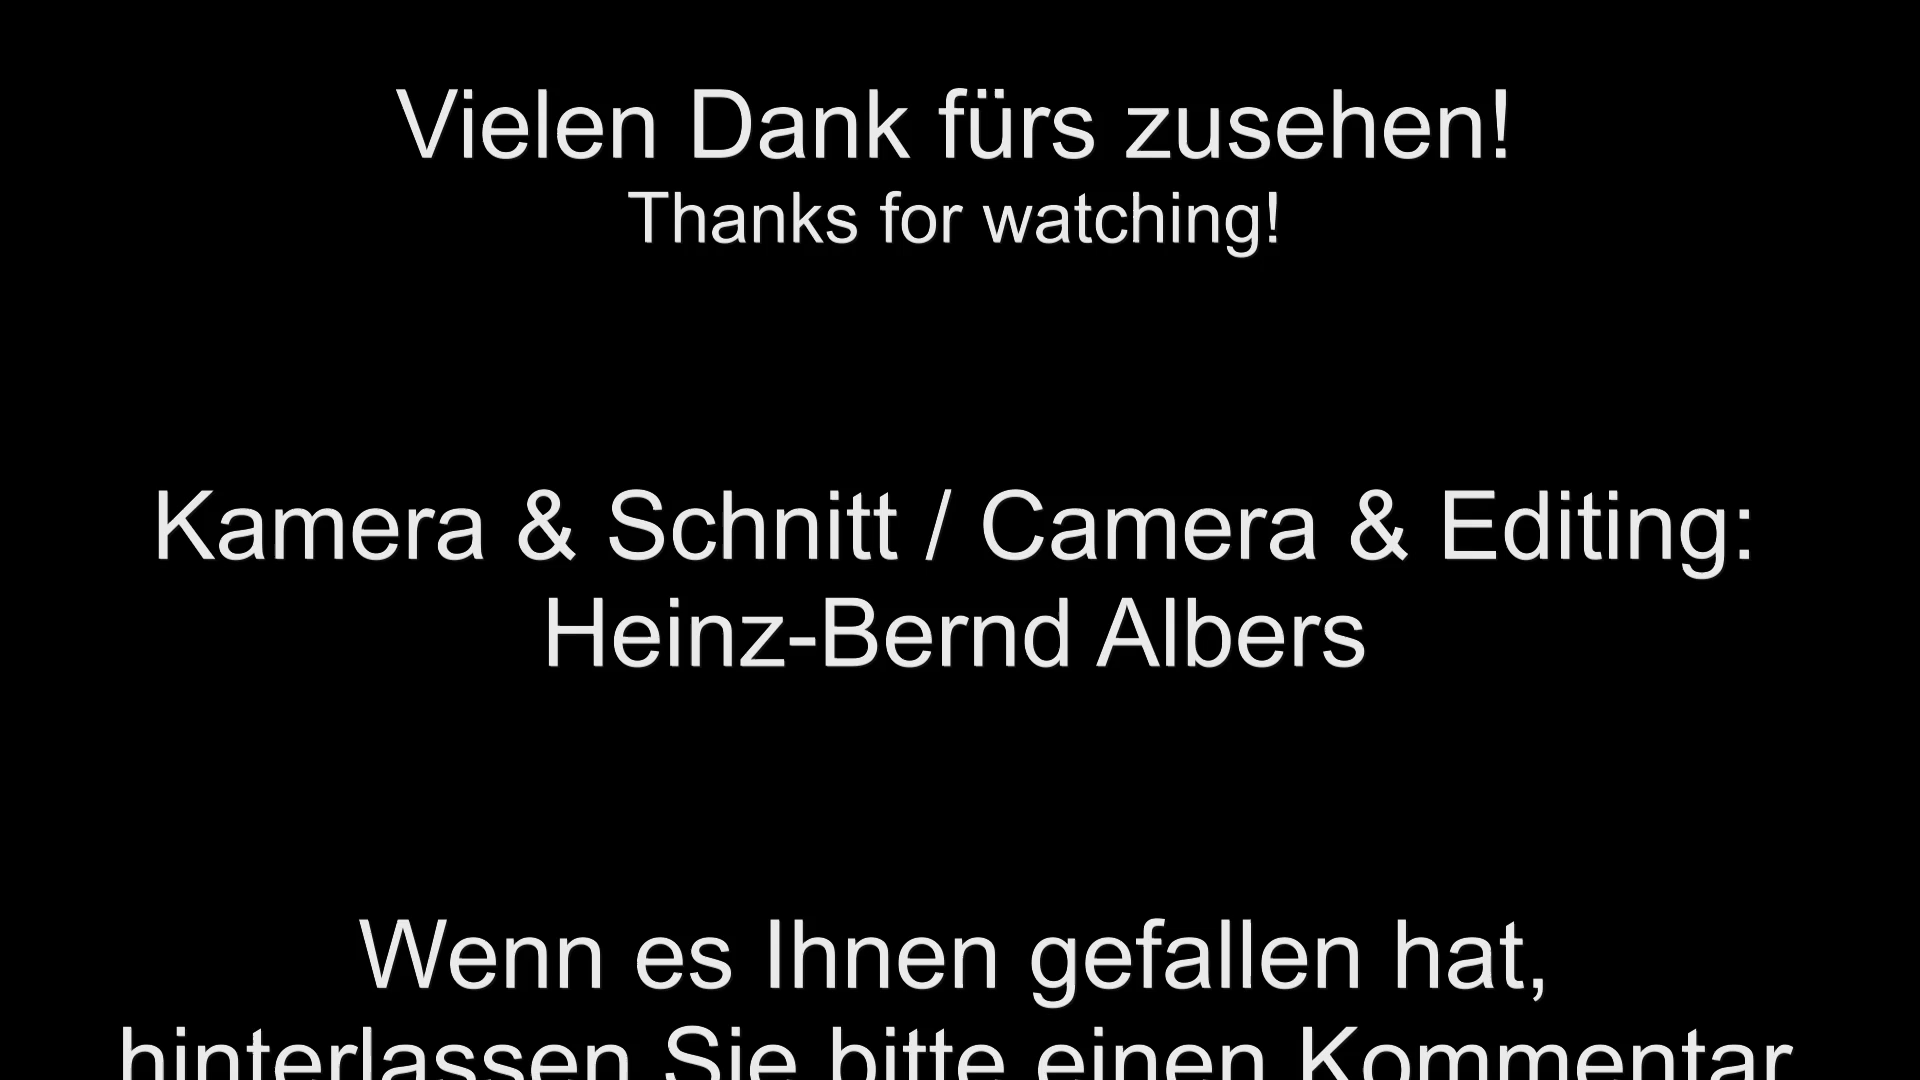 Vielen Dank fürs zusehen!
Thanks for watching!
Kamera & Schnitt / Camera & Editing:
Heinz-Bernd Albers
Wenn es Ihnen gefallen hat,
hinterlassen Sie bitte einen Kommentar